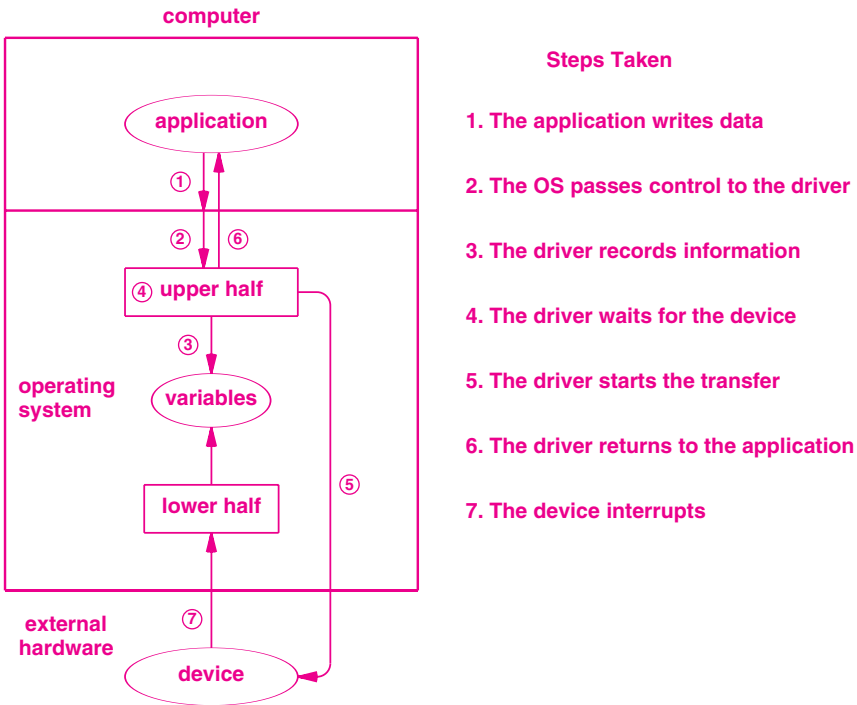 computer
application
①
②
⑥
④ upper half
③
operating
system
variables
lower half
⑤
external
hardware
⑦
device
Steps Taken
1. The application writes data
2. The OS passes control to the driver
3. The driver records information
4. The driver waits for the device
5. The driver starts the transfer
6. The driver returns to the application
7. The device interrupts